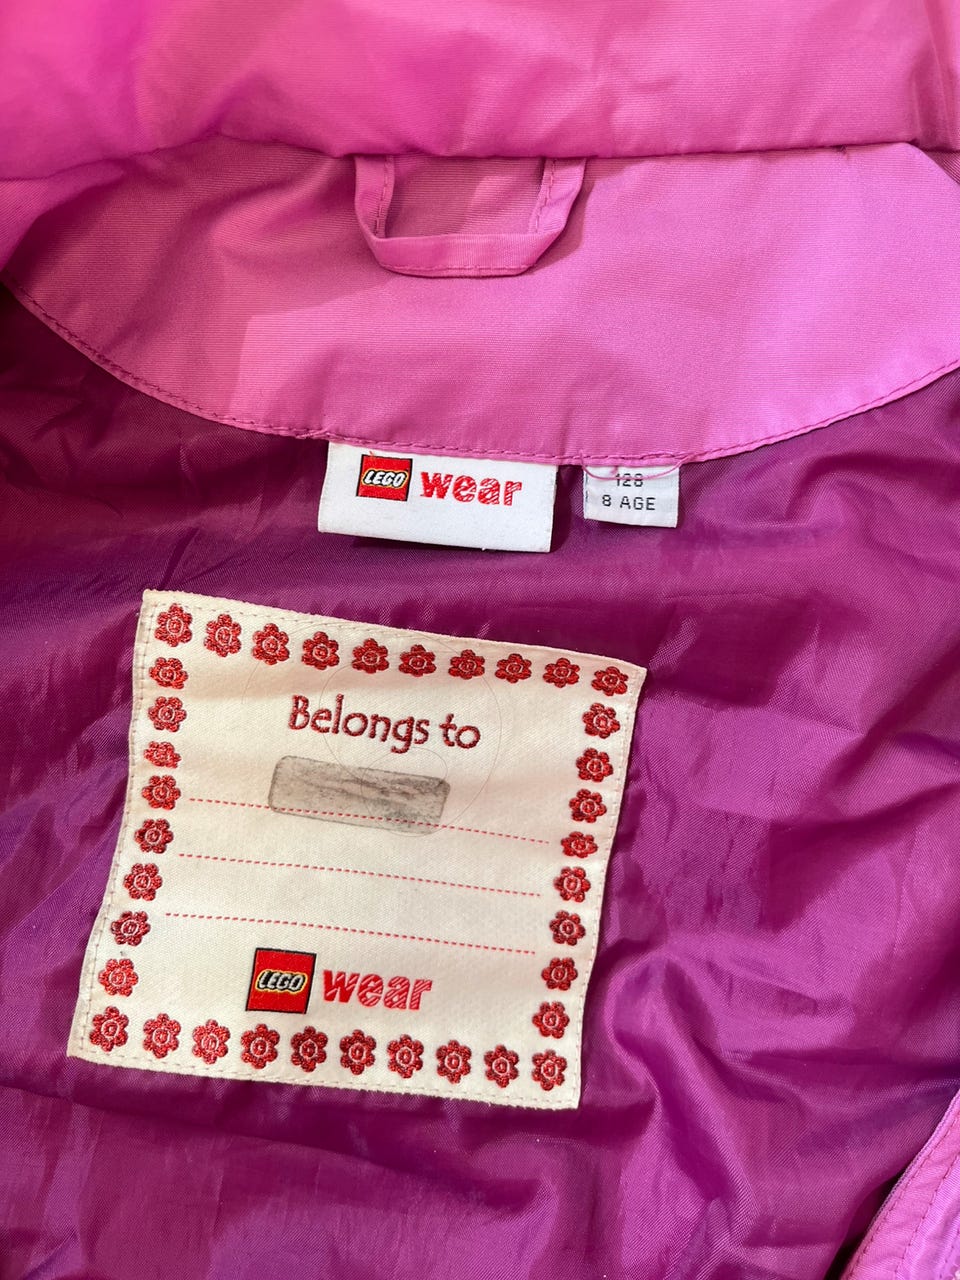 LEGO wear
128
8 AGE
Belongs to
LEGO wear